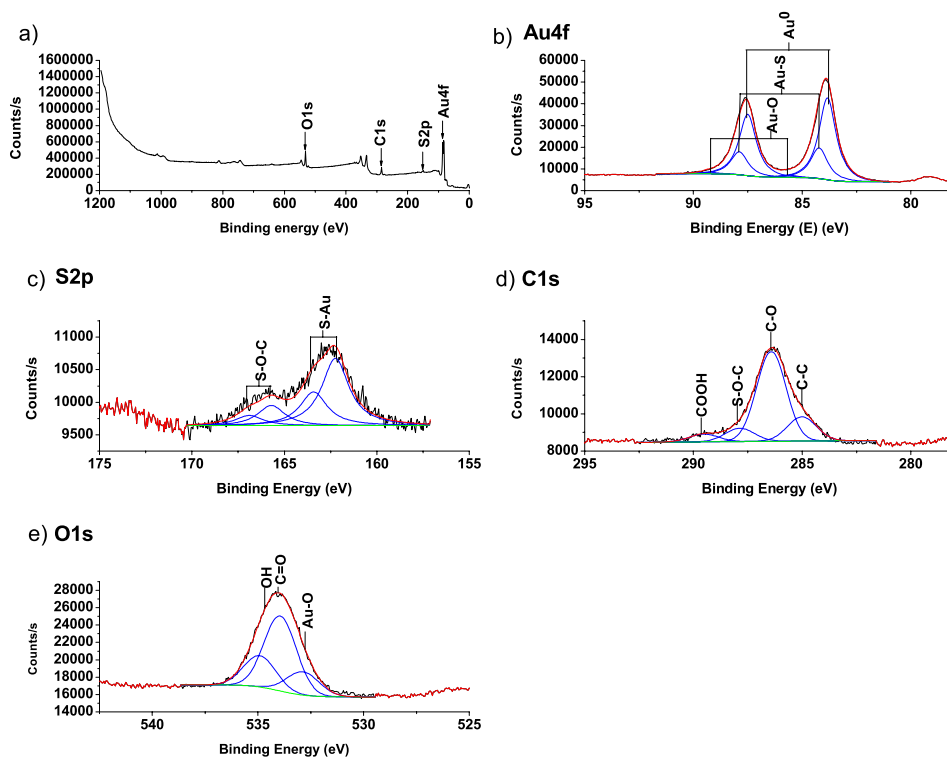 a)
1600000
1400000
1200000
1000000
800000
600000
400000
200000
0
Counts/s
1200 1000 800 600 400 200 0
Binding energy (eV)
O1s
C1s
S2p
Au4f
b) Au4f
60000
50000
40000
30000
20000
10000
0
Counts/s
95 90 85 80
Binding Energy (E) (eV)
Au-O
Au-S
Au0
c) S2p
11000
10500
10000
9500
Counts/s
175 170 165 160 155
Binding Energy (eV)
S-O-C
S-Au
d) C1s
14000
12000
10000
8000
Counts/s
295 290 285 280
Binding Energy (eV)
COOH
S-O-C
C-O
C-C
e) O1s
28000
26000
24000
22000
20000
18000
16000
14000
Counts/s
540 535 530 525
Binding Energy (eV)
OH
C=O
Au-O